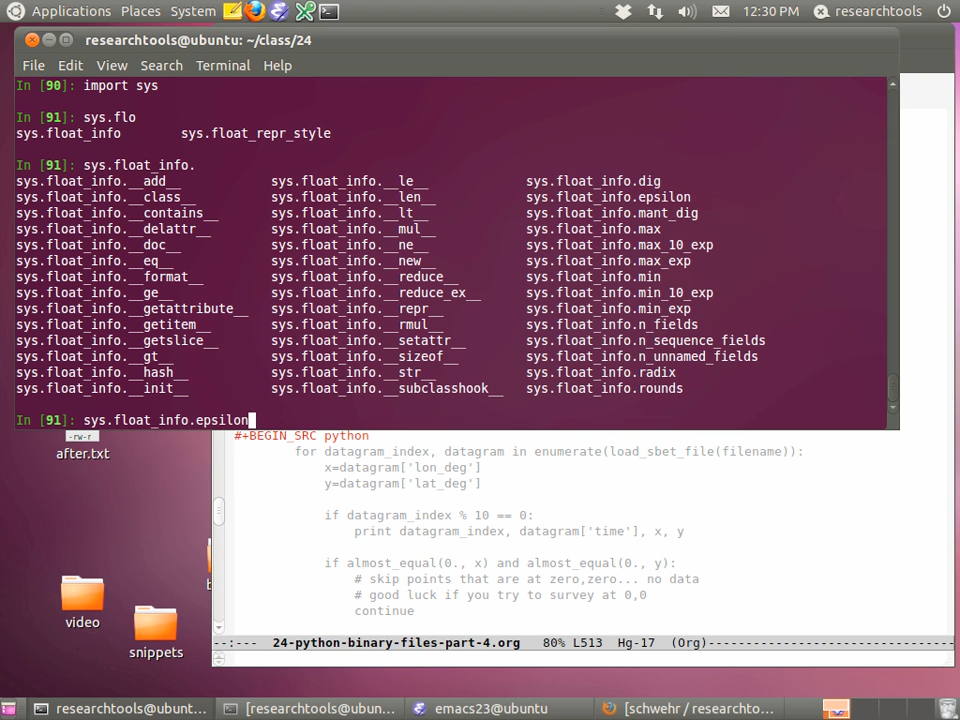 Applications Places System 12:30 PM researchtools
researchtools@ubuntu: ~/class/24
File Edit View Search Terminal Help
In [90]: import sys
In [91]: sys.flo
sys.float_info sys.float_repr_style
In [91]: sys.float_info.
sys.float_info.__add__ sys.float_info.__le__ sys.float_info.dig
sys.float_info.__class__ sys.float_info.__len__ sys.float_info.epsilon
sys.float_info.__contains__ sys.float_info.__lt__ sys.float_info.mant_dig
sys.float_info.__delattr__ sys.float_info.__mul__ sys.float_info.max
sys.float_info.__doc__ sys.float_info.__ne__ sys.float_info.max_10_exp
sys.float_info.__eq__ sys.float_info.__new__ sys.float_info.max_exp
sys.float_info.__format__ sys.float_info.__reduce__ sys.float_info.min
sys.float_info.__ge__ sys.float_info.__reduce_ex__ sys.float_info.min_10_exp
sys.float_info.__getattribute__ sys.float_info.__repr__ sys.float_info.min_exp
sys.float_info.__getitem__ sys.float_info.__rmul__ sys.float_info.n_fields
sys.float_info.__getslice__ sys.float_info.__setattr__ sys.float_info.n_sequence_fields
sys.float_info.__gt__ sys.float_info.__sizeof__ sys.float_info.n_unnamed_fields
sys.float_info.__hash__ sys.float_info.__str__ sys.float_info.radix
sys.float_info.__init__ sys.float_info.__subclasshook__ sys.float_info.rounds
In [91]: sys.float_info.epsilon
-rw-r
after.txt
video
snippets
#+BEGIN_SRC python
for datagram_index, datagram in enumerate(load_sbet_file(filename)):
x=datagram['lon_deg']
y=datagram['lat_deg']
if datagram_index % 10 == 0:
print datagram_index, datagram['time'], x, y
if almost_equal(0., x) and almost_equal(0., y):
# skip points that are at zero,zero... no data
# good luck if you try to survey at 0,0
continue
--:--- 24-python-binary-files-part-4.org 80% L513 Hg-17 (Org)---------------------------------
researchtools@ubunt... [researchtools@ubun... emacs23@ubuntu [schwehr / researchto...